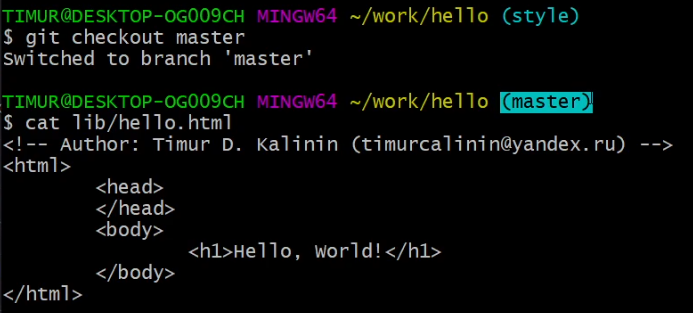 TIMUR@DESKTOP-OG009CH MINGW64 ~/work/hello (style)
$ git checkout master
Switched to branch 'master'

TIMUR@DESKTOP-OG009CH MINGW64 ~/work/hello (master)
$ cat lib/hello.html
<!-- Author: Timur D. Kalinin (timurcalinin@yandex.ru) -->
<html>
        <head>
        </head>
        <body>
                <h1>Hello, World!</h1>
        </body>
</html>